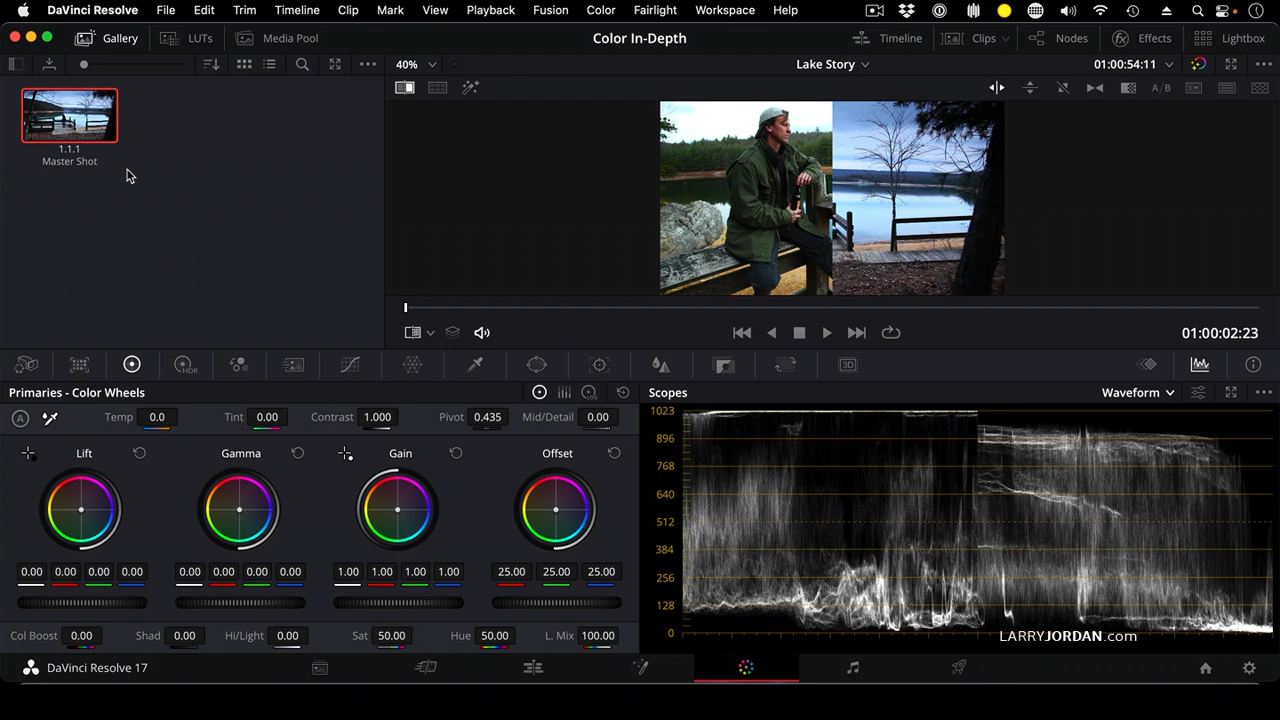 DaVinci Resolve File Edit Trim Timeline Clip Mark View Playback Fusion Color Fairlight Workspace Help
Gallery LUTs Media Pool Color In-Depth Timeline Clips Nodes Effects Lightbox
40% Lake Story 01:00:54:11
A/B
1.1.1
Master Shot
01:00:02:23
HDR
3D
Primaries - Color Wheels
LOG
Scopes
Waveform
A
Temp 0.0 Tint 0.00 Contrast 1.000 Pivot 0.435 Mid/Detail 0.00
Lift Gamma Gain Offset
0.00 0.00 0.00 0.00 0.00 0.00 0.00 0.00 1.00 1.00 1.00 1.00 25.00 25.00 25.00
Col Boost 0.00 Shad 0.00 Hi/Light 0.00 Sat 50.00 Hue 50.00 L. Mix 100.00
1023
896
768
640
512
384
256
128
0
LARRYJORDAN.com
DaVinci Resolve 17